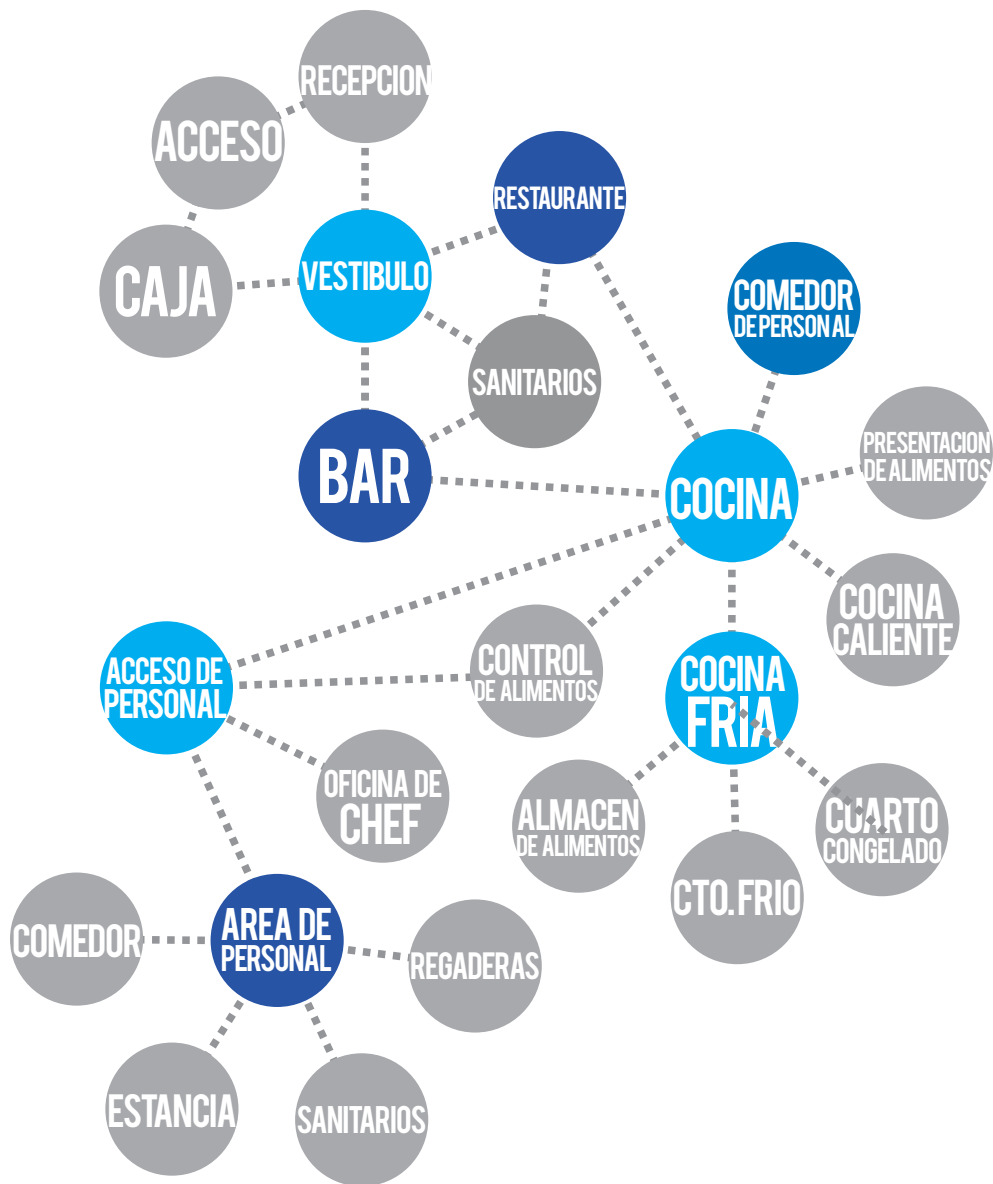 RECEPCION
ACCESO
RESTAURANTE
CAJA
VESTIBULO
COMEDOR
DE PERSONAL
SANITARIOS
PRESENTACION
DE ALIMENTOS
BAR
COCINA
COCINA
CALIENTE
ACCESO DE
PERSONAL
CONTROL
DE ALIMENTOS
COCINA
FRIA
OFICINA DE
CHEF
ALMACEN
DE ALIMENTOS
CUARTO
CONGELADO
CTO. FRIO
COMEDOR
AREA DE
PERSONAL
REGADERAS
ESTANCIA
SANITARIOS